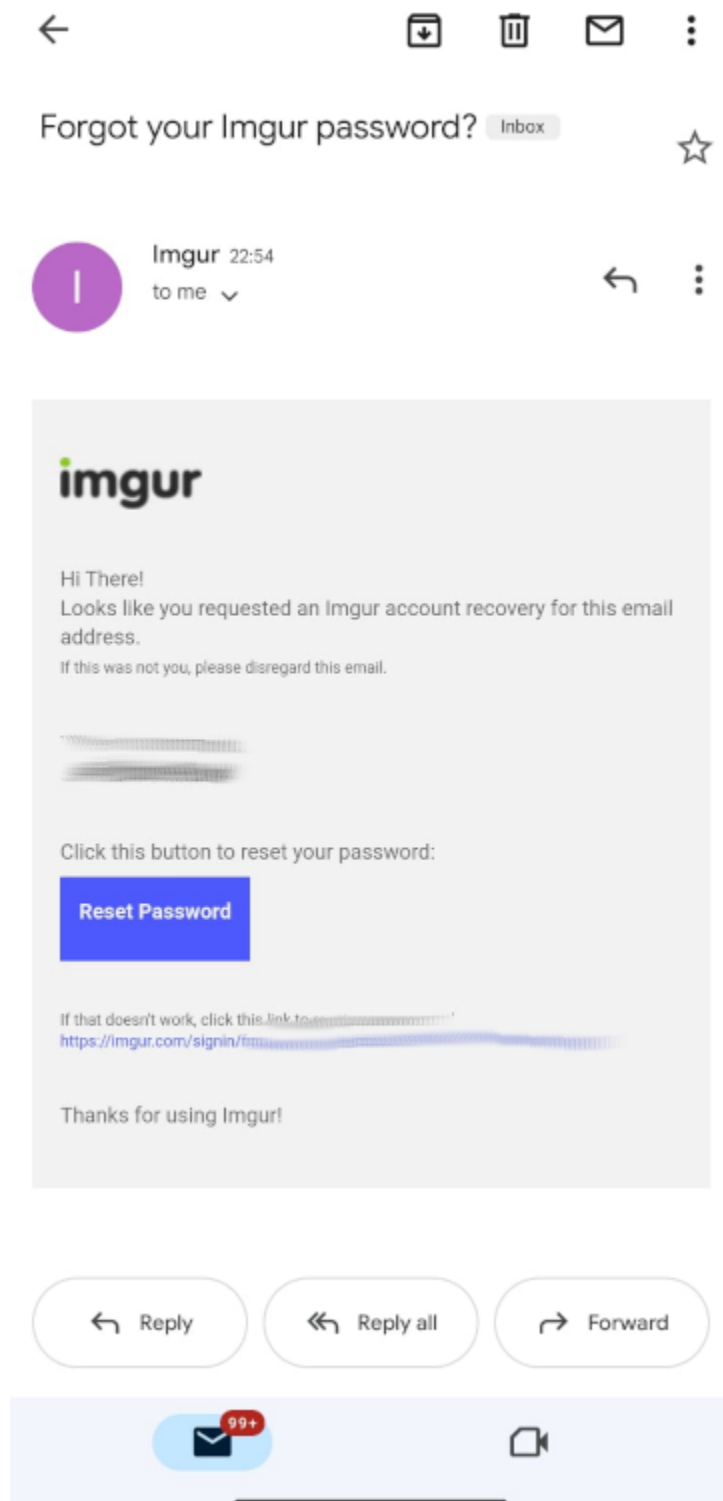 Forgot your Imgur password? Inbox
I
Imgur 22:54
to me
imgur
Hi There!
Looks like you requested an Imgur account recovery for this email
address.
If this was not you, please disregard this email.
Click this button to reset your password:
Reset Password
If that doesn't work, click this link to
https://imgur.com/signin/
Thanks for using Imgur!
Reply
Reply all
Forward
99+